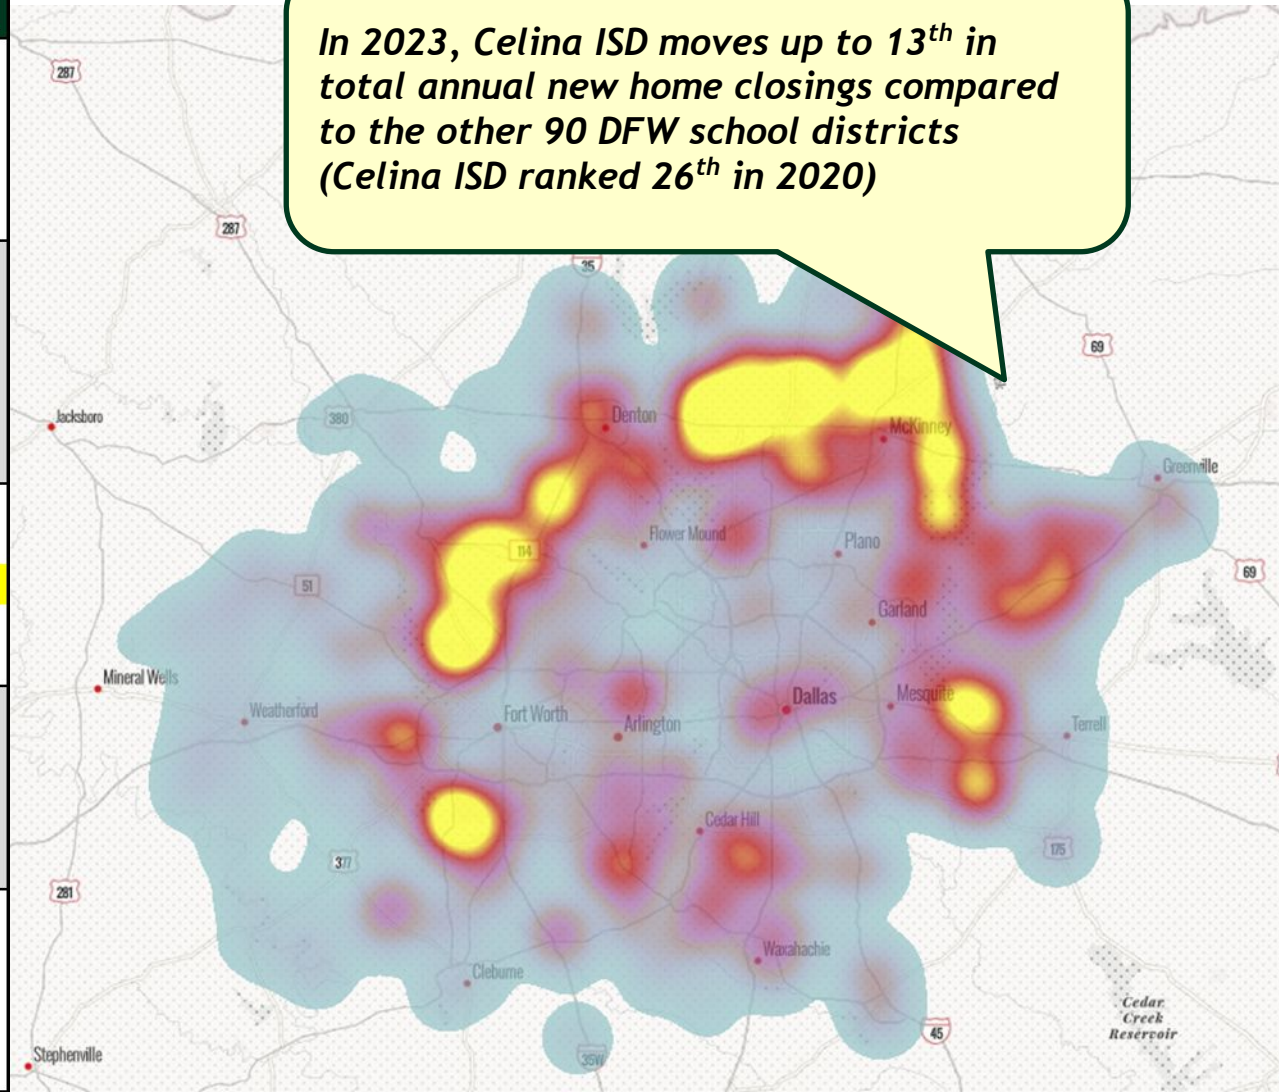 In 2023, Celina ISD moves up to 13th in
total annual new home closings compared
to the other 90 DFW school districts
(Celina ISD ranked 26th in 2020)
287
287
35
69
Jacksboro
380
Denton
McKinney
Greenville
Flower Mound
114
Plano
51
69
Garland
Mineral Wells
Weatherford
Fort Worth
Arlington
Dallas
Mesquite
Terrell
Cedar Hill
377
175
281
Waxahachie
Cleburne
Cedar
Creek
Reservoir
45
35W
Stephenville